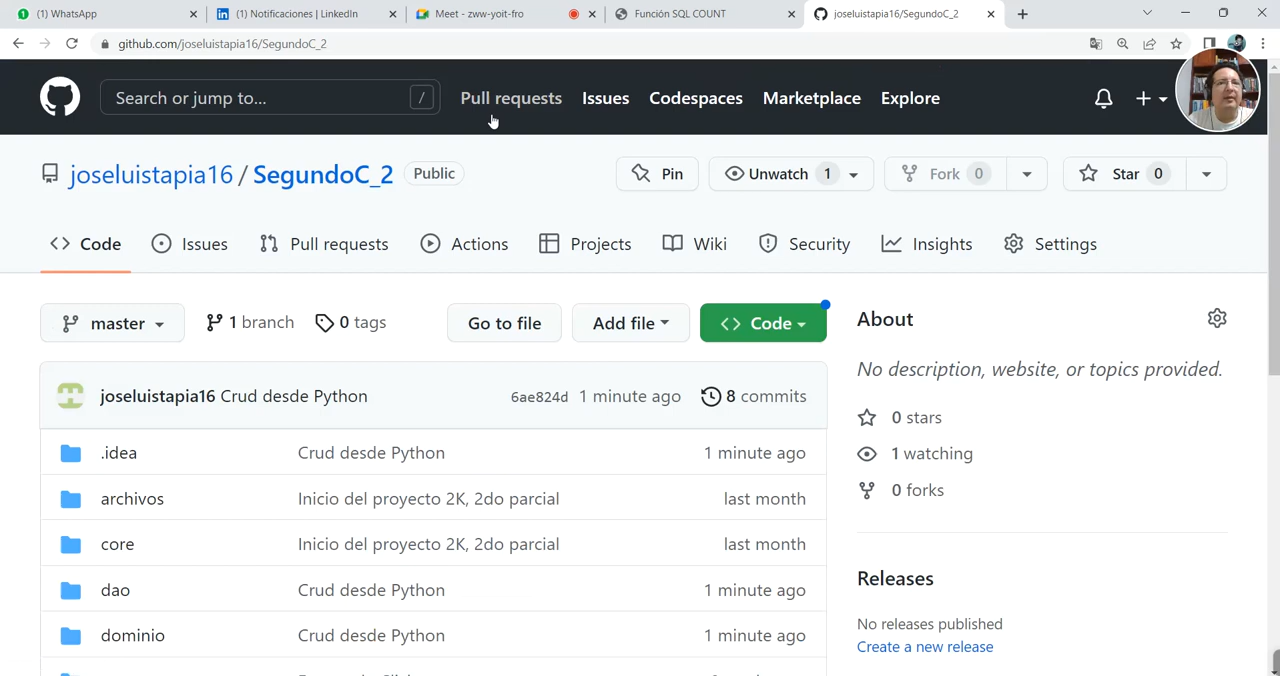 (1) WhatsApp
(1) Notificaciones | LinkedIn
Meet - zww-yoit-fro
Función SQL COUNT
joseluistapia16/SegundoC_2
github.com/joseluistapia16/SegundoC_2
Search or jump to...
/
Pull requests
Issues
Codespaces
Marketplace
Explore
joseluistapia16 / SegundoC_2
Public
Pin
Unwatch 1
Fork 0
Star 0
Code
Issues
Pull requests
Actions
Projects
Wiki
Security
Insights
Settings
master
1 branch
0 tags
Go to file
Add file
Code
joseluistapia16 Crud desde Python
6ae824d 1 minute ago
8 commits
.idea
Crud desde Python
1 minute ago
archivos
Inicio del proyecto 2K, 2do parcial
last month
core
Inicio del proyecto 2K, 2do parcial
last month
dao
Crud desde Python
1 minute ago
dominio
Crud desde Python
1 minute ago
About
No description, website, or topics provided.
0 stars
1 watching
0 forks
Releases
No releases published
Create a new release